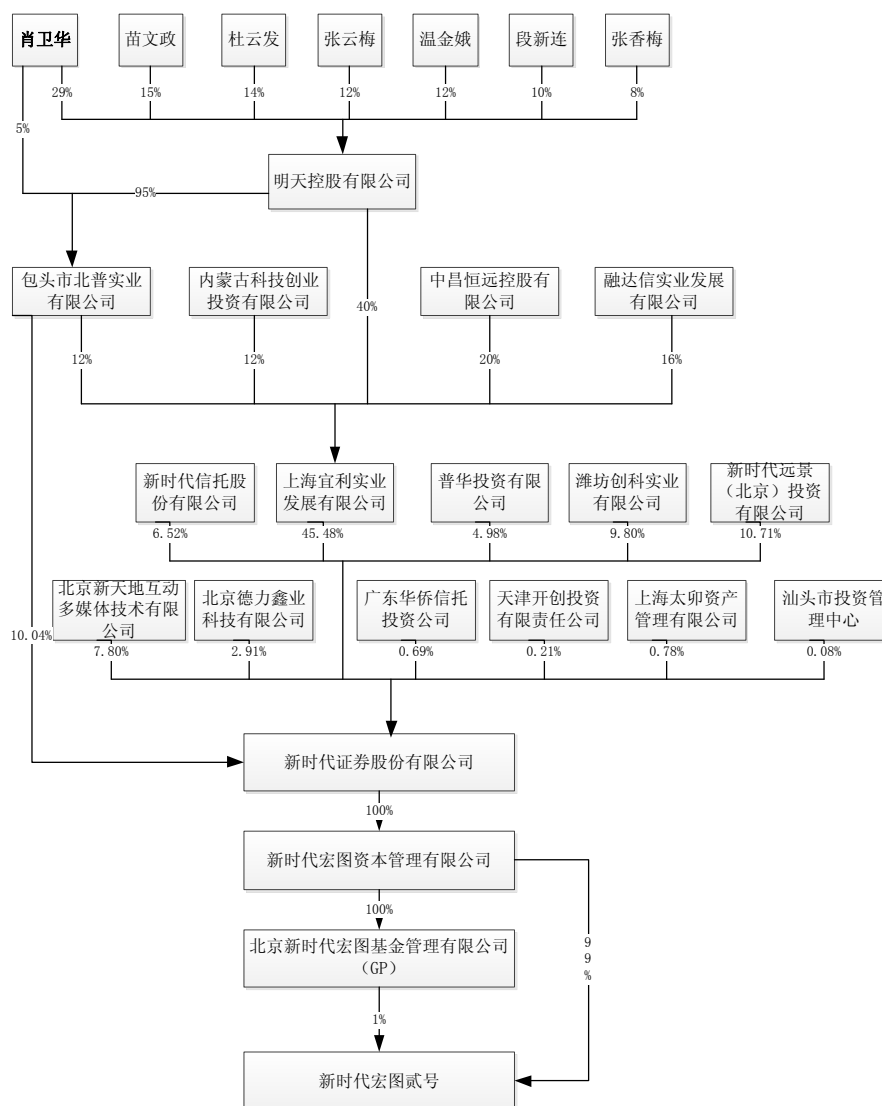 肖卫华
苗文政
杜云发
张云梅
温金娥
段新连
张香梅
29%
15%
14%
12%
12%
10%
8%
5%
明天控股有限公司
95%
包头市北普实业
有限公司
内蒙古科技创业
投资有限公司
中昌恒远控股有
限公司
融达信实业发展
有限公司
40%
12%
12%
20%
16%
新时代信托股
份有限公司
上海宜利实业
发展有限公司
普华投资有限
公司
潍坊创科实业
有限公司
新时代远景
（北京）投资
有限公司
6.52%
45.48%
4.98%
9.80%
10.71%
北京新天地互动
多媒体技术有限
公司
北京德力鑫业
科技有限公司
广东华侨信托
投资公司
天津开创投资
有限责任公司
上海太卯资产
管理有限公司
汕头市投资管
理中心
10.04%
7.80%
2.91%
0.69%
0.21%
0.78%
0.08%
新时代证券股份有限公司
100%
新时代宏图资本管理有限公司
100%
北京新时代宏图基金管理有限公司
（GP）
99%
1%
新时代宏图贰号